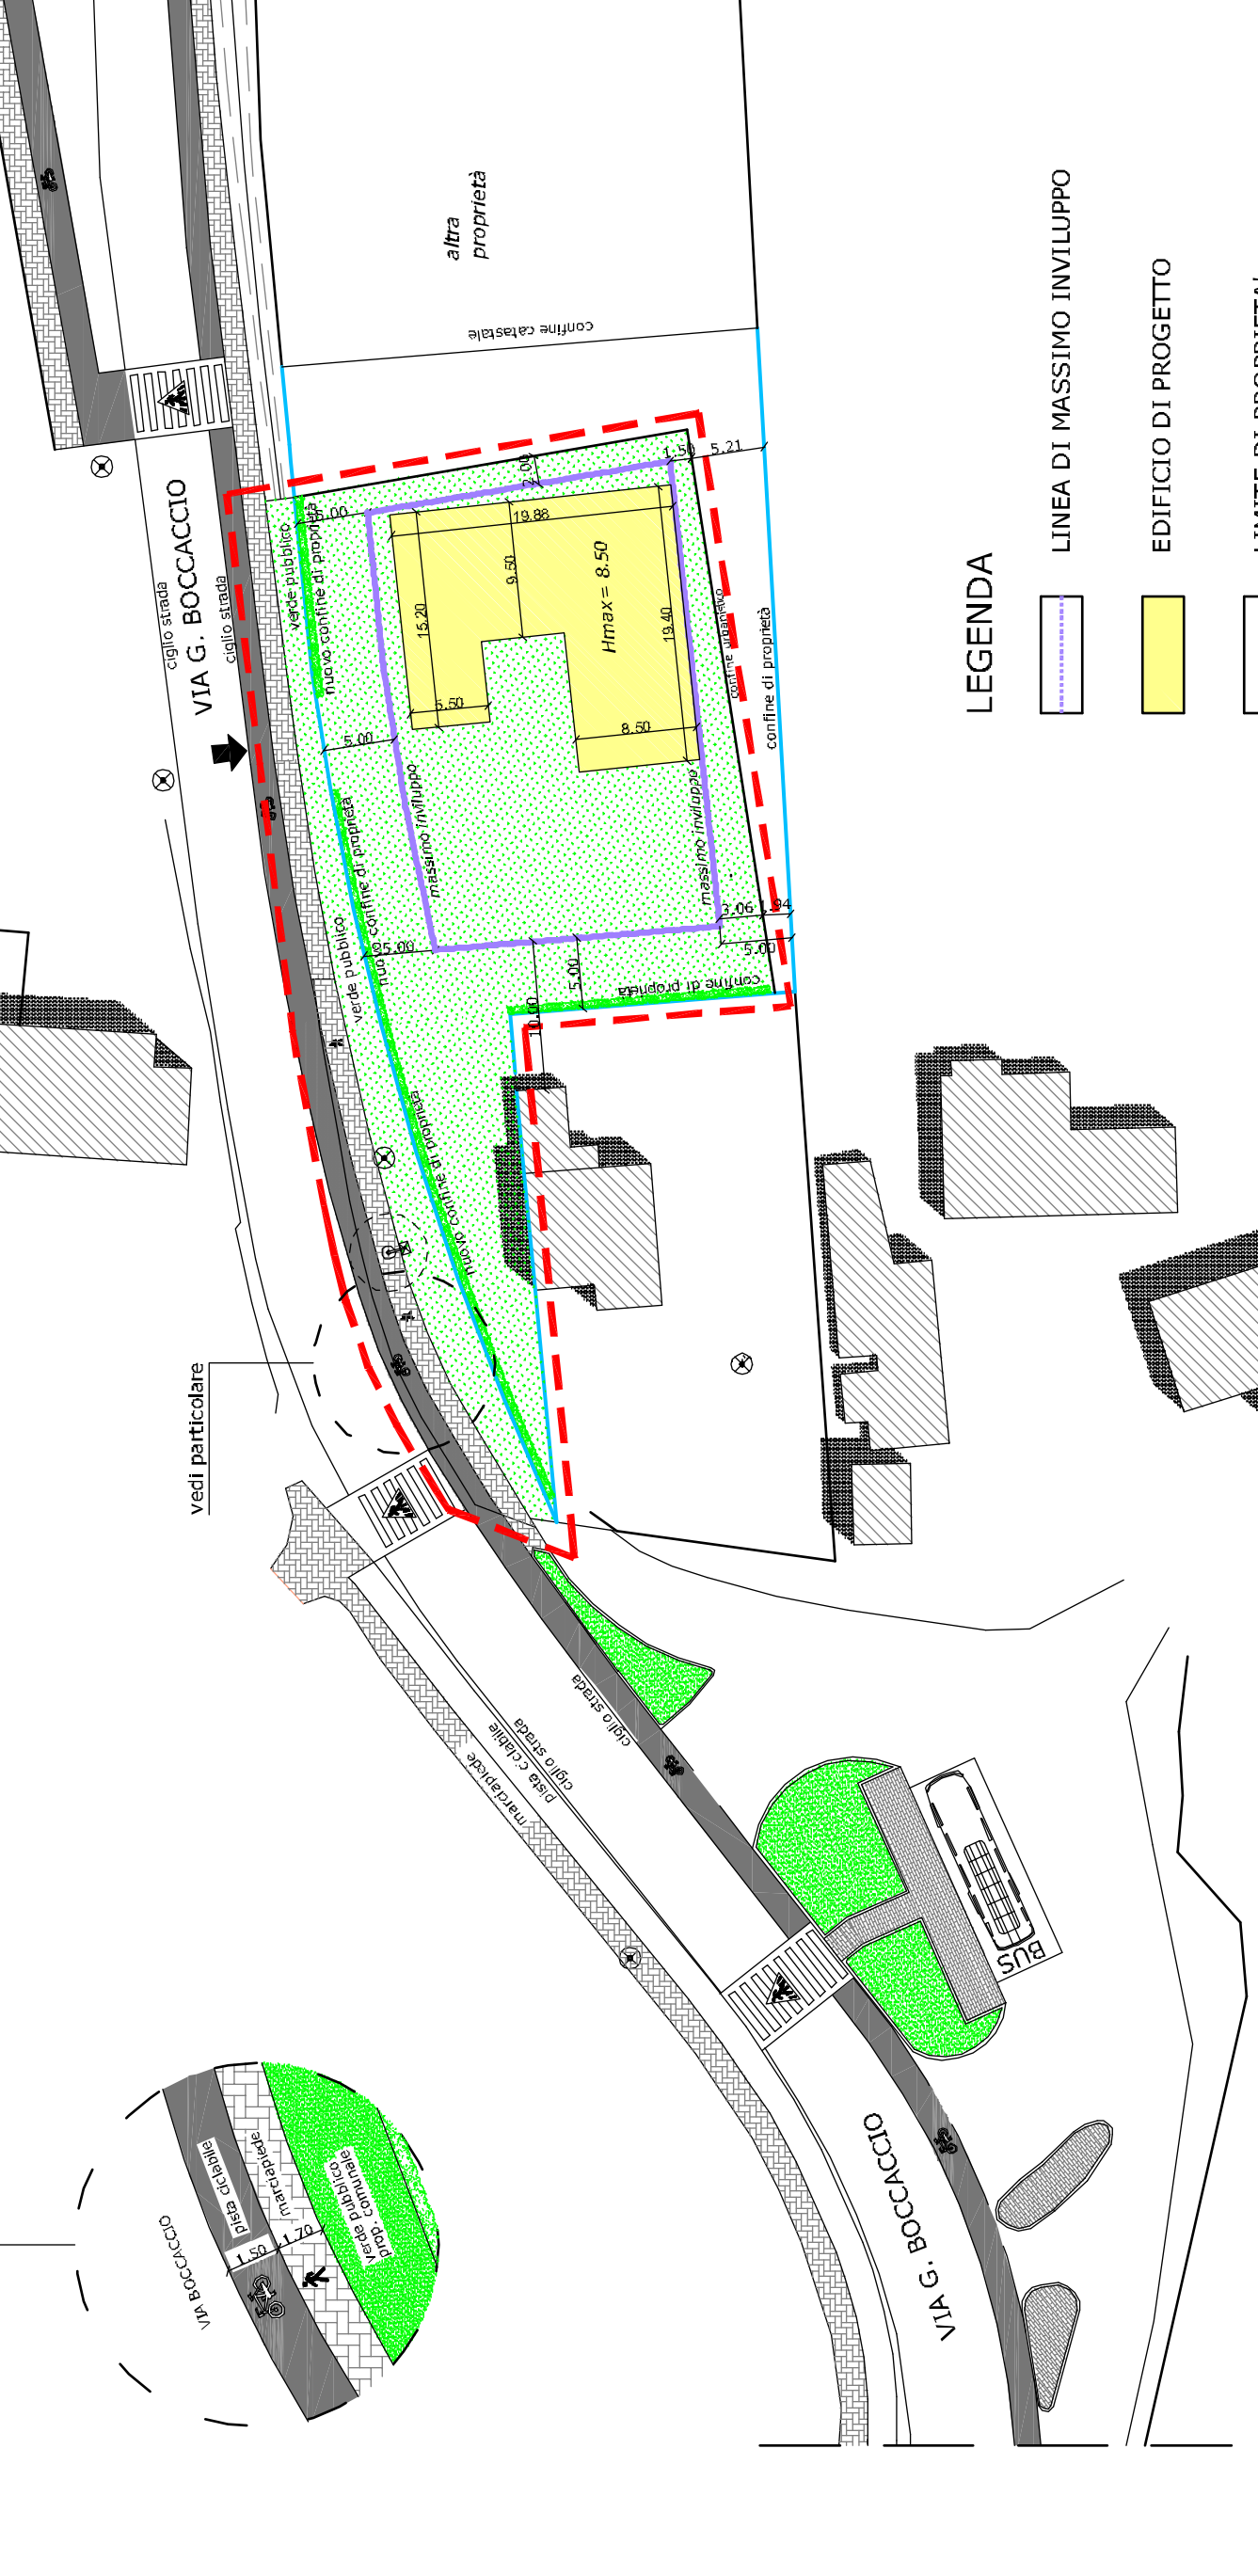 altra
proprietà
confine catastale
VIA G. BOCCACCIO
ciglio strada
ciglio strada
verde pubblico
nuovo confine di proprietà
5.00
2.00
1.50
5.21
19.88
9.50
15.20
Hmax= 8.50
19.40
5.50
8.50
5.00
confine urbanistico
confine di proprietà
massimo inviluppo
massimo inviluppo
nuovo confine di proprietà
verde pubblico
5.00
3.06
1.94
5.00
5.00
10.00
confine di proprietà
nuovo confine di proprietà
vedi particolare
LEGENDA
LINEA DI MASSIMO INVILUPPO
EDIFICIO DI PROGETTO
ciglio strada
ciglio strada
pista ciclabile
marciapiede
BUS
VIA G. BOCCACCIO
VIA BOCCACCIO
pista ciclabile
marciapiede
verde pubblico
prop. comunale
1.50
1.70